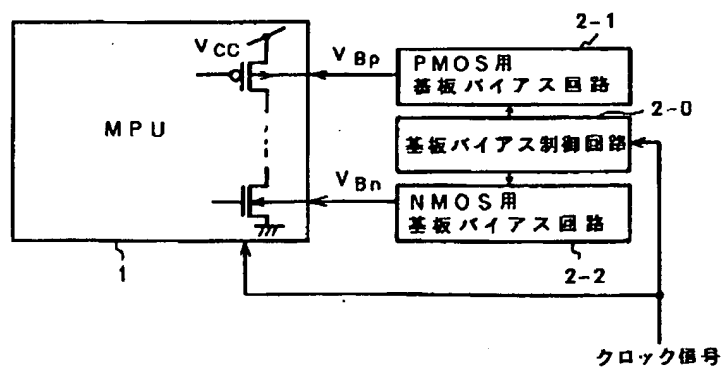 2-1
VCC
VBp
PMOS用
基板バイアス回路
2-0
MPU
基板バイアス制御回路
VBn
NMOS用
基板バイアス回路
1
2-2
クロック信号